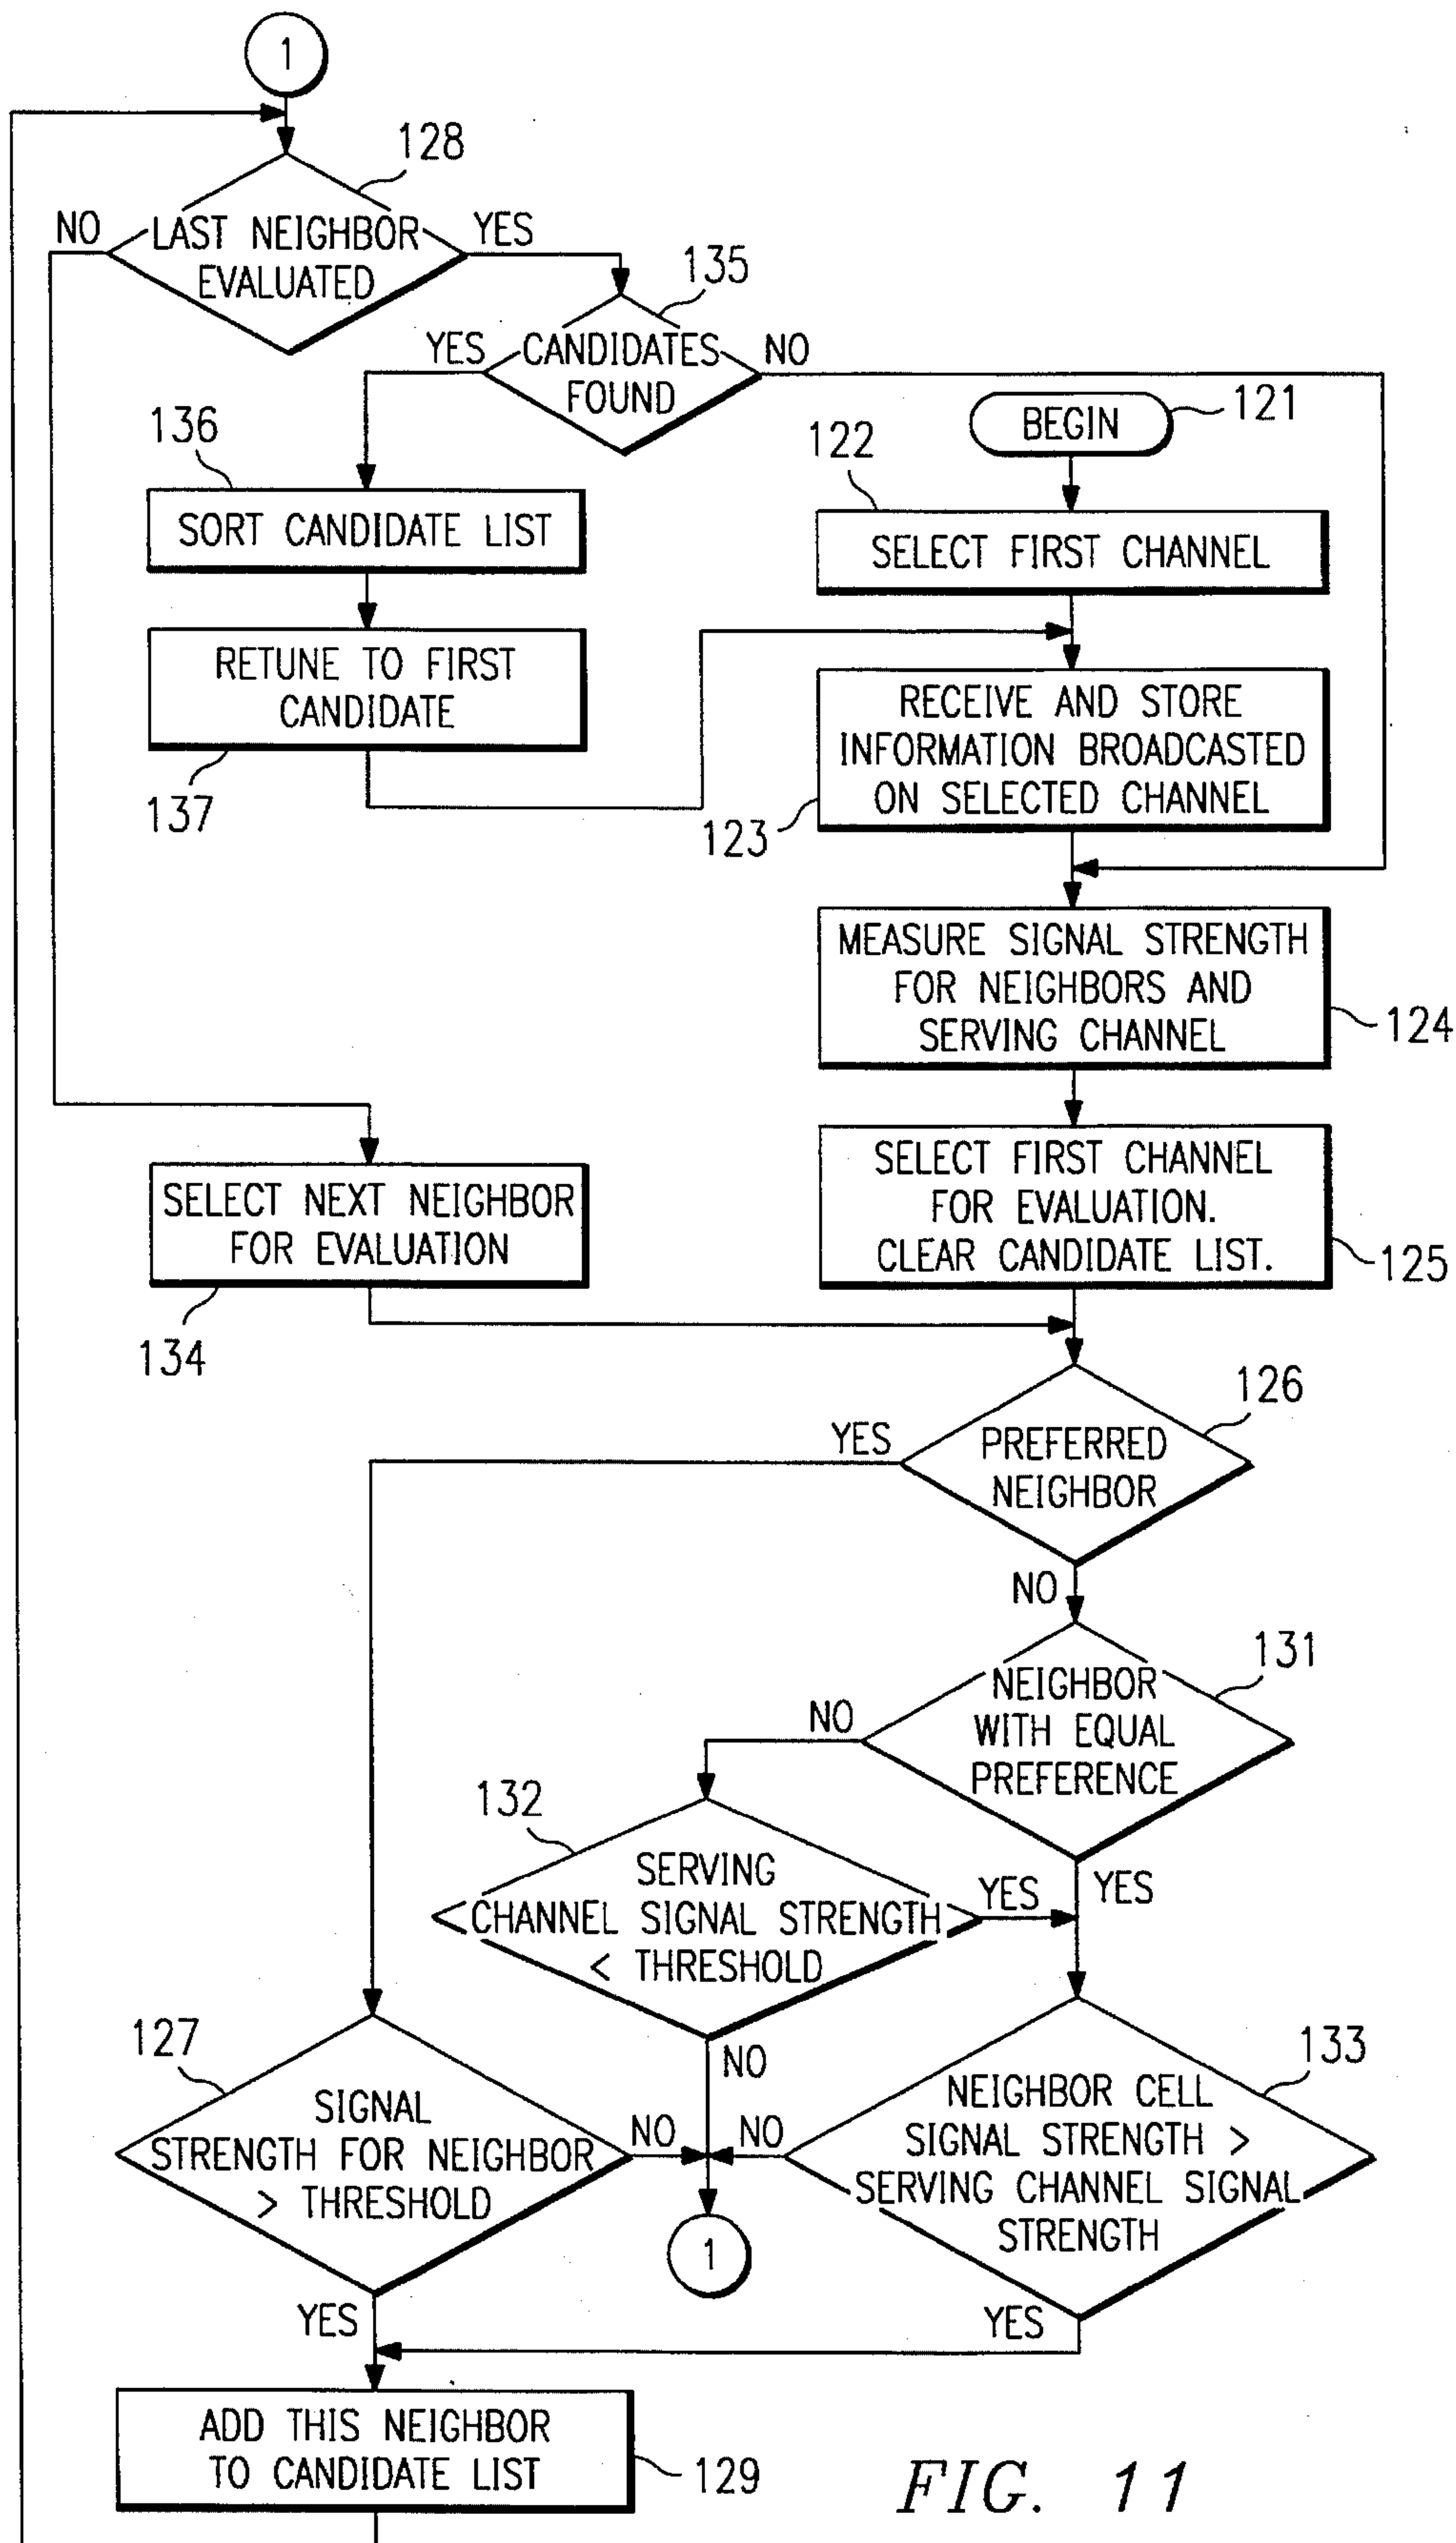 1
128
NO
LAST NEIGHBOR
EVALUATED
YES
135
YES
CANDIDATES
FOUND
NO
BEGIN
121
136
SORT CANDIDATE LIST
122
SELECT FIRST CHANNEL
RETUNE TO FIRST
CANDIDATE
137
RECEIVE AND STORE
INFORMATION BROADCASTED
ON SELECTED CHANNEL
123
MEASURE SIGNAL STRENGTH
FOR NEIGHBORS AND
SERVING CHANNEL
124
SELECT NEXT NEIGHBOR
FOR EVALUATION
134
SELECT FIRST CHANNEL
FOR EVALUATION.
CLEAR CANDIDATE LIST.
125
126
YES
PREFERRED
NEIGHBOR
NO
131
NEIGHBOR
WITH EQUAL
PREFERENCE
NO
YES
132
SERVING
CHANNEL SIGNAL STRENGTH
< THRESHOLD
YES
NO
127
SIGNAL
STRENGTH FOR NEIGHBOR
> THRESHOLD
NO
NO
133
NEIGHBOR CELL
SIGNAL STRENGTH >
SERVING CHANNEL SIGNAL
STRENGTH
1
YES
YES
ADD THIS NEIGHBOR
TO CANDIDATE LIST
129
FIG. 11